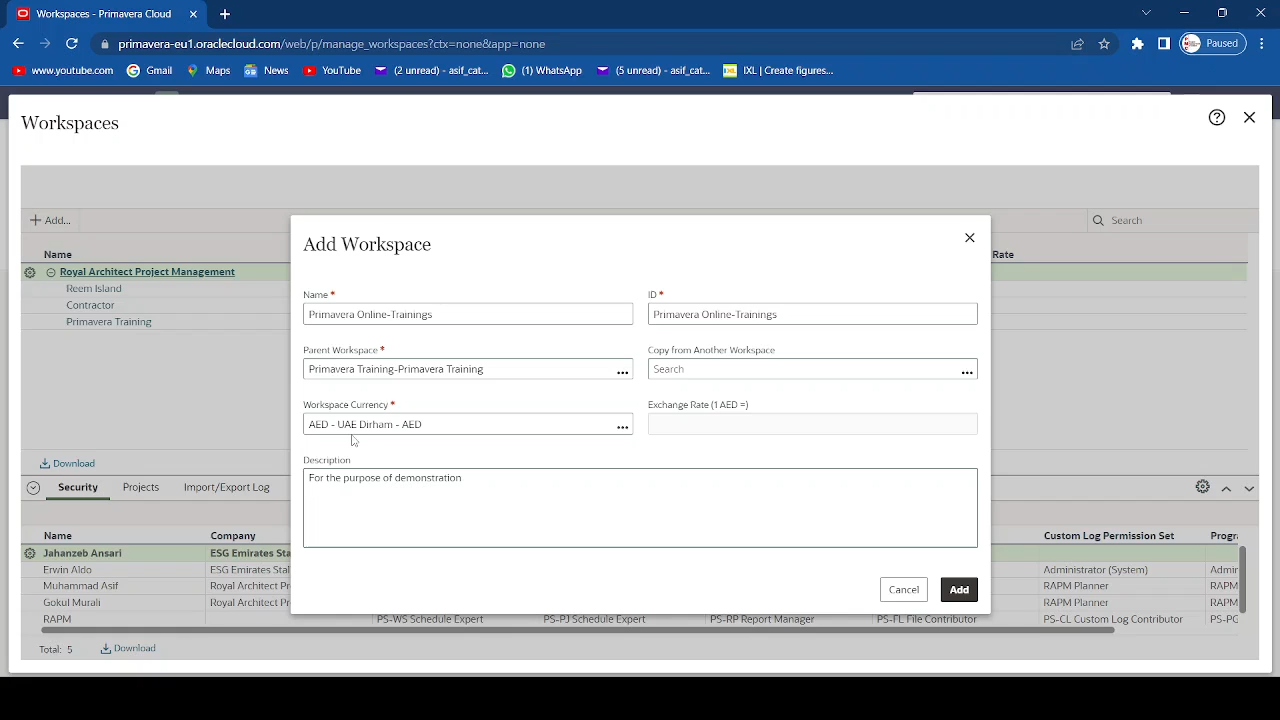 Workspaces - Primavera Cloud
primavera-eu1.oraclecloud.com/web/p/manage_workspaces?ctx=none&app=none
Paused
www.youtube.com Gmail Maps News YouTube (2 unread) - asif_cat... (1) WhatsApp (5 unread) - asif_cat... IXL | Create figures...
Workspaces
Add...
Search
Name
Rate
Royal Architect Project Management
Reem Island
Contractor
Primavera Training
Add Workspace
Name *
ID *
Primavera Online-Trainings
Primavera Online-Trainings
Parent Workspace *
Copy from Another Workspace
Primavera Training-Primavera Training ...
Search ...
Workspace Currency *
Exchange Rate (1 AED =)
AED - UAE Dirham - AED ...
Description
For the purpose of demonstration
Cancel
Add
Download
Security Projects Import/Export Log
Name Company Custom Log Permission Set Progra
Jahanzeb Ansari ESG Emirates Sta
Erwin Aldo ESG Emirates Sta Administrator (System) Admin
Muhammad Asif Royal Architect Pr RAPM Planner RAPM
Gokul Murali Royal Architect Pr RAPM Planner RAPM
RAPM PS-WS Schedule Expert PS-PJ Schedule Expert PS-RP Report Manager PS-FL File Contributor PS-CL Custom Log Contributor PS-PG
Total: 5 Download